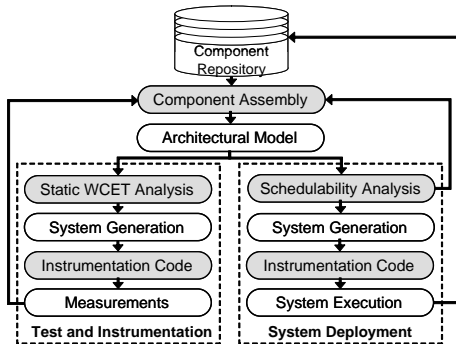 Component
Repository
Component Assembly
Architectural Model
Static WCET Analysis
System Generation
Instrumentation Code
Measurements
Test and Instrumentation
Schedulability Analysis
System Generation
Instrumentation Code
System Execution
System Deployment